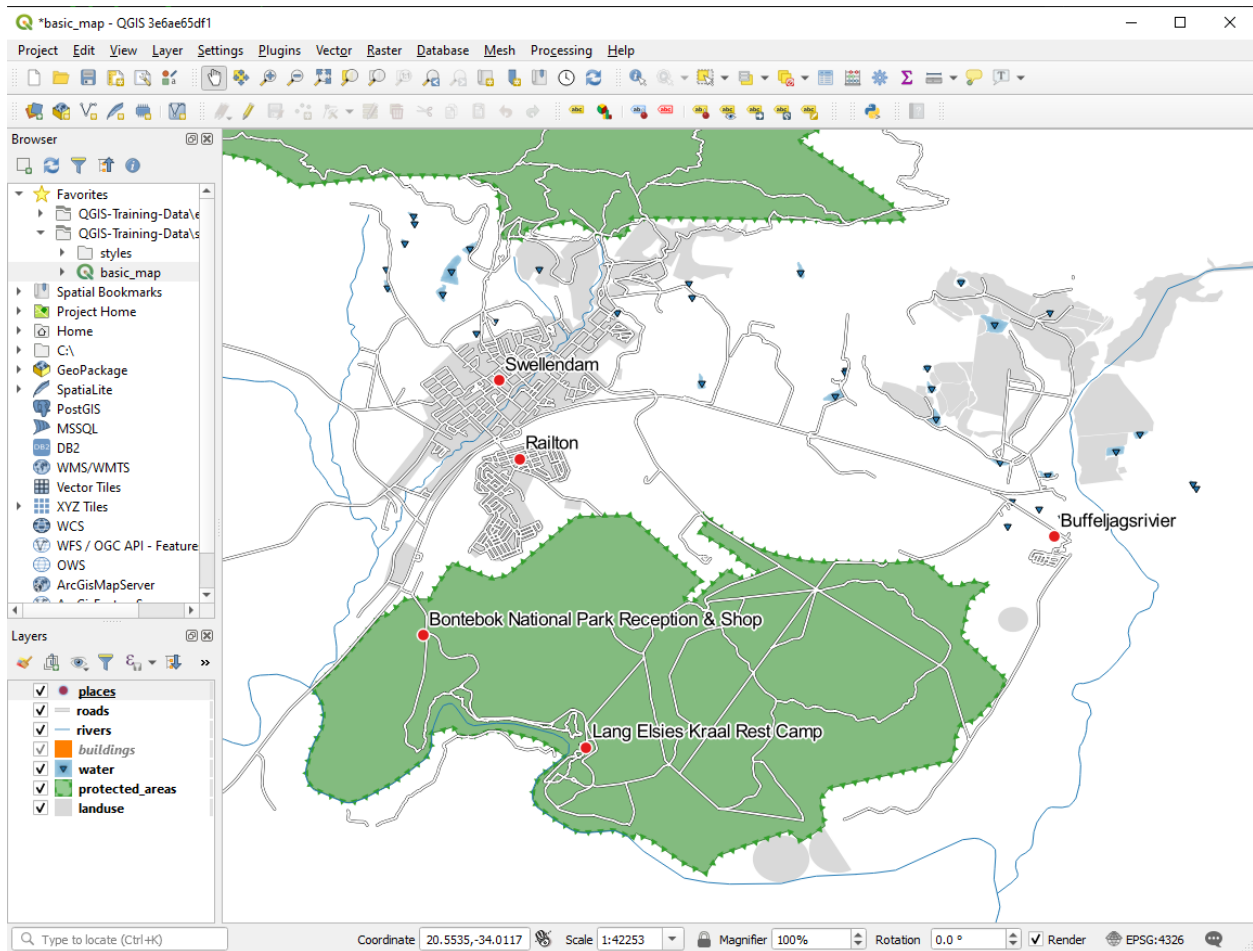 *basic_map - QGIS 3e6ae65df1
Project Edit View Layer Settings Plugins Vector Raster Database Mesh Processing Help
Browser
Favorites
QGIS-Training-Data\e
QGIS-Training-Data\s
styles
basic_map
Spatial Bookmarks
Project Home
Home
C:\
GeoPackage
SpatiaLite
PostGIS
MSSQL
DB2
WMS/WMTS
Vector Tiles
XYZ Tiles
WCS
WFS / OGC API - Feature
OWS
ArcGisMapServer
Layers
places
roads
rivers
buildings
water
protected_areas
landuse
Swellendam
Railton
Buffeljagsrivier
Bontebok National Park Reception & Shop
Lang Elsies Kraal Rest Camp
Type to locate (Ctrl+K) Coordinate 20.5535,-34.0117 Scale 1:42253 Magnifier 100% Rotation 0.0 ° Render EPSG:4326